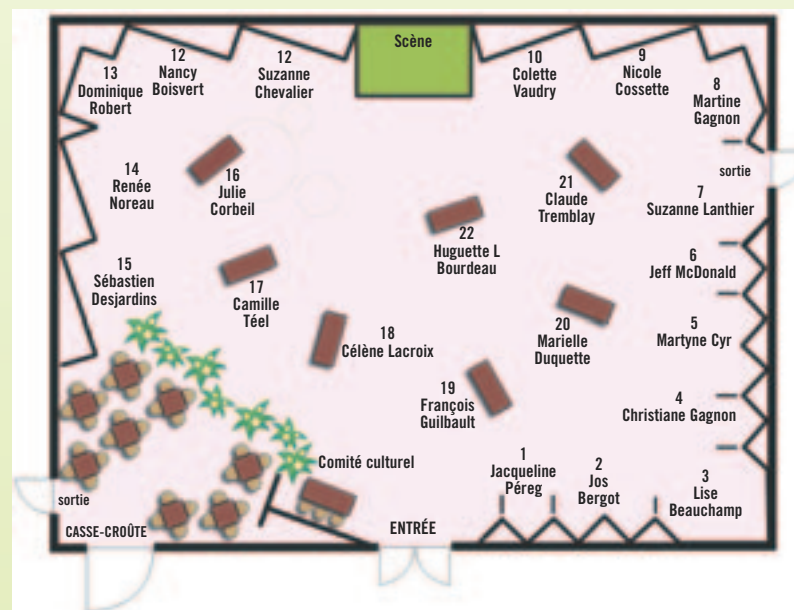 Scène
13
Dominique
Robert
12
Nancy
Boisvert
12
Suzanne
Chevalier
10
Colette
Vaudry
9
Nicole
Cossette
8
Martine
Gagnon
sortie
14
Renée
Noreau
16
Julie
Corbeil
21
Claude
Tremblay
7
Suzanne Lanthier
22
Huguette L
Bourdeau
6
Jeff McDonald
15
Sébastien
Desjardins
17
Camille
Téel
18
Célène Lacroix
20
Marielle
Duquette
5
Martyne Cyr
19
François
Guilbault
4
Christiane Gagnon
Comité culturel
1
Jacqueline
Péreg
2
Jos
Bergot
3
Lise
Beauchamp
sortie
CASSE-CROÛTE
ENTRÉE